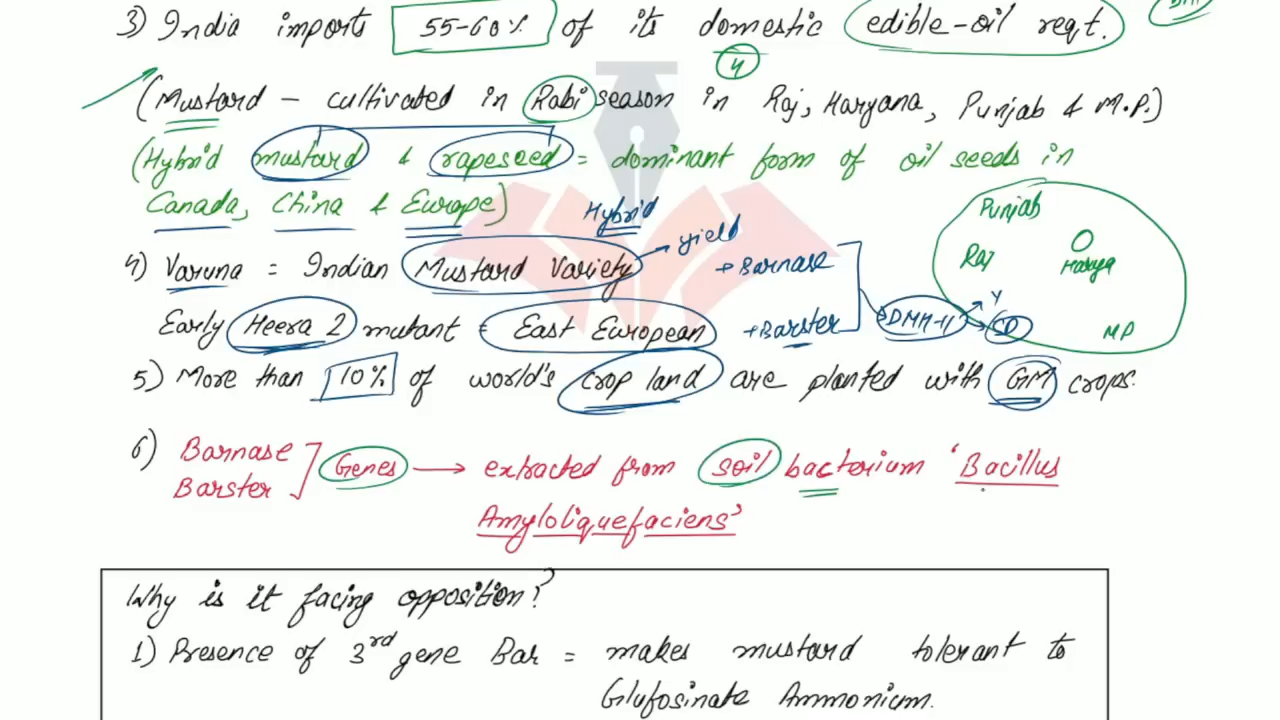 3) India imports 55-60% of its domestic edible-oil reqt.
4
(Mustard - cultivated in Rabi season in Raj, Haryana, Punjab & M.P.)
(Hybrid mustard & rapeseed = dominant form of oil seeds in
Canada, China & Europe)
Hybrid
Punjab
yield
4) Varuna = Indian Mustard Variety + Barnase
Raj
Early Heera 2 mutant = East European + Barster DMH-11
Y
MP
5) More than 10% of world's crop land are planted with GM crops.
6) Barnase
Barster
Genes → extracted from soil bacterium 'Bacillus
Amyloliquefaciens'
Why is it facing opposition?
1) Presence of 3rd gene Bar = makes mustard tolerant to
Glufosinate Ammonium.